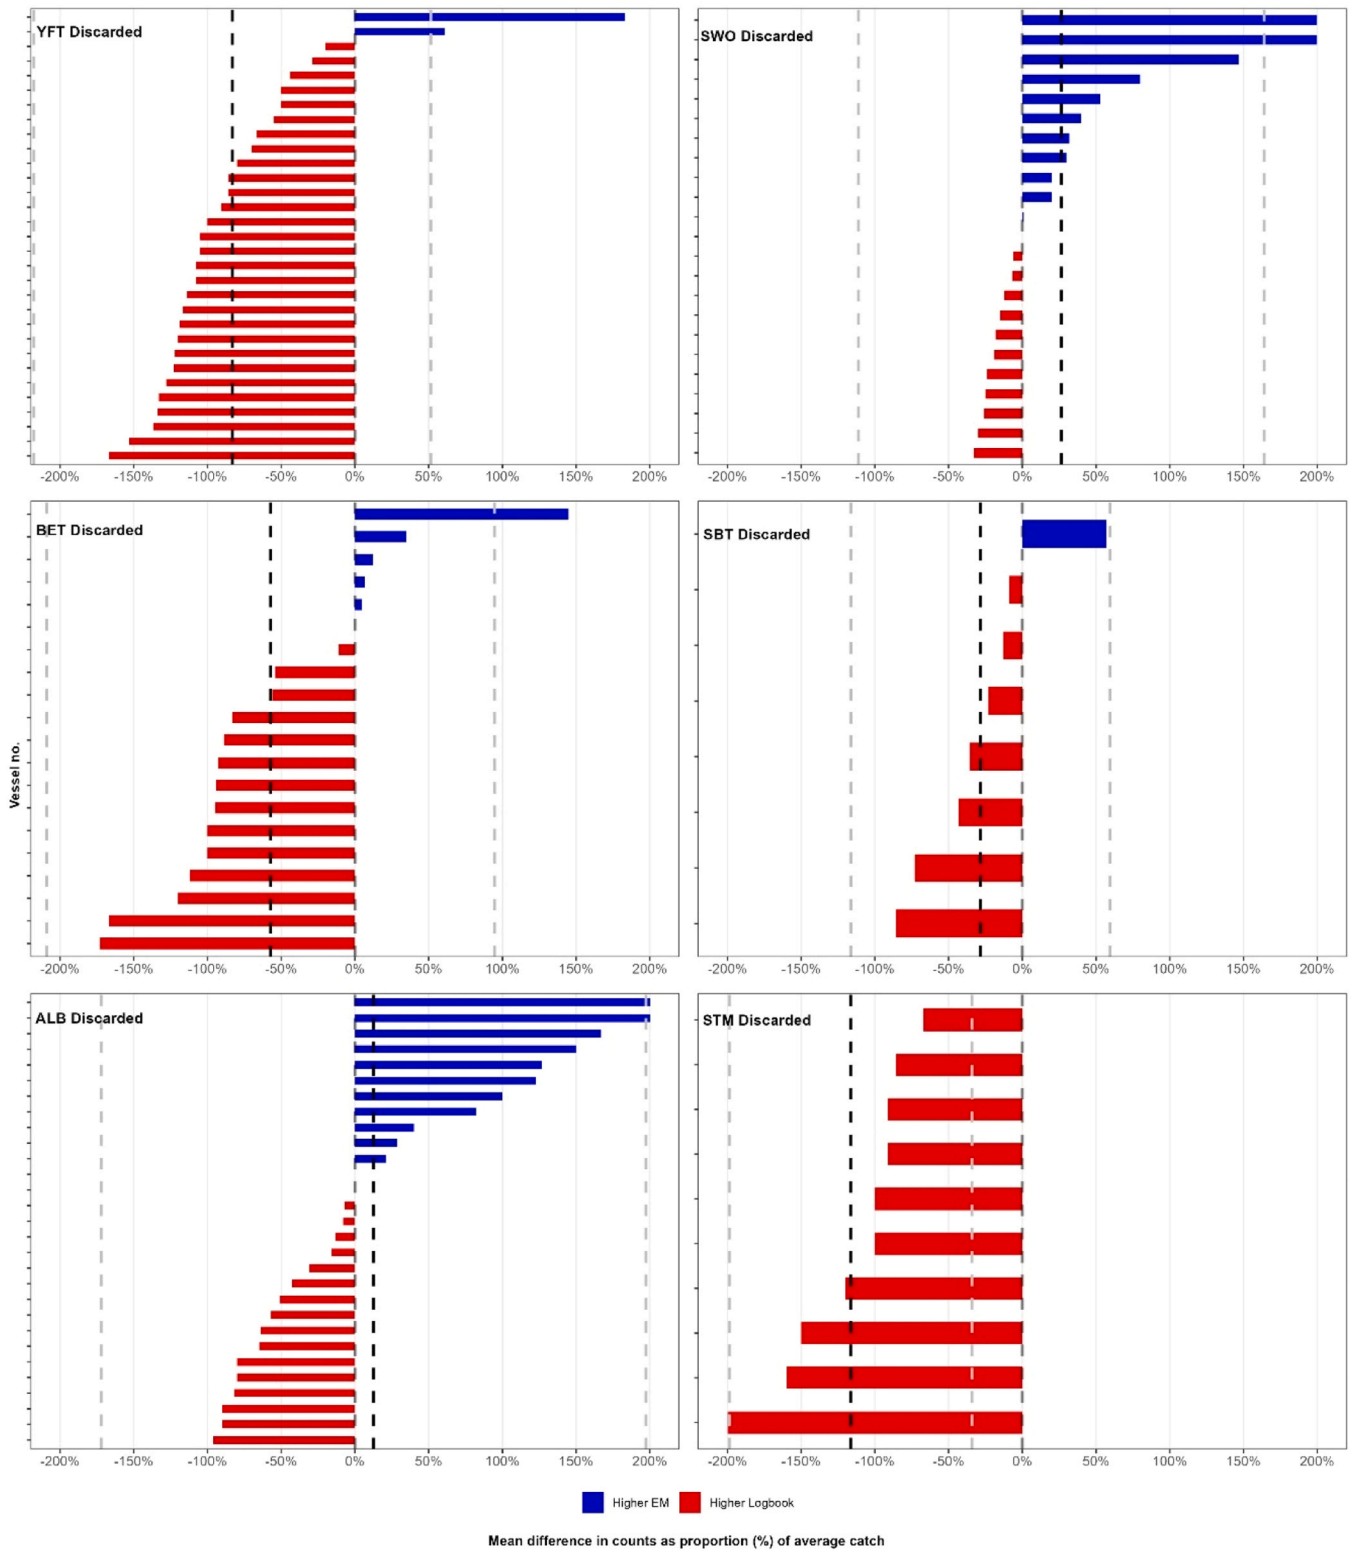 YFT Discarded
-200% -150% -100% -50% 0% 50% 100% 150% 200%
SWO Discarded
-200% -150% -100% -50% 0% 50% 100% 150% 200%
Vessel no.
BET Discarded
-200% -150% -100% -50% 0% 50% 100% 150% 200%
SBT Discarded
-200% -150% -100% -50% 0% 50% 100% 150% 200%
ALB Discarded
-200% -150% -100% -50% 0% 50% 100% 150% 200%
STM Discarded
-200% -150% -100% -50% 0% 50% 100% 150% 200%
Higher EM Higher Logbook
Mean difference in counts as proportion (%) of average catch